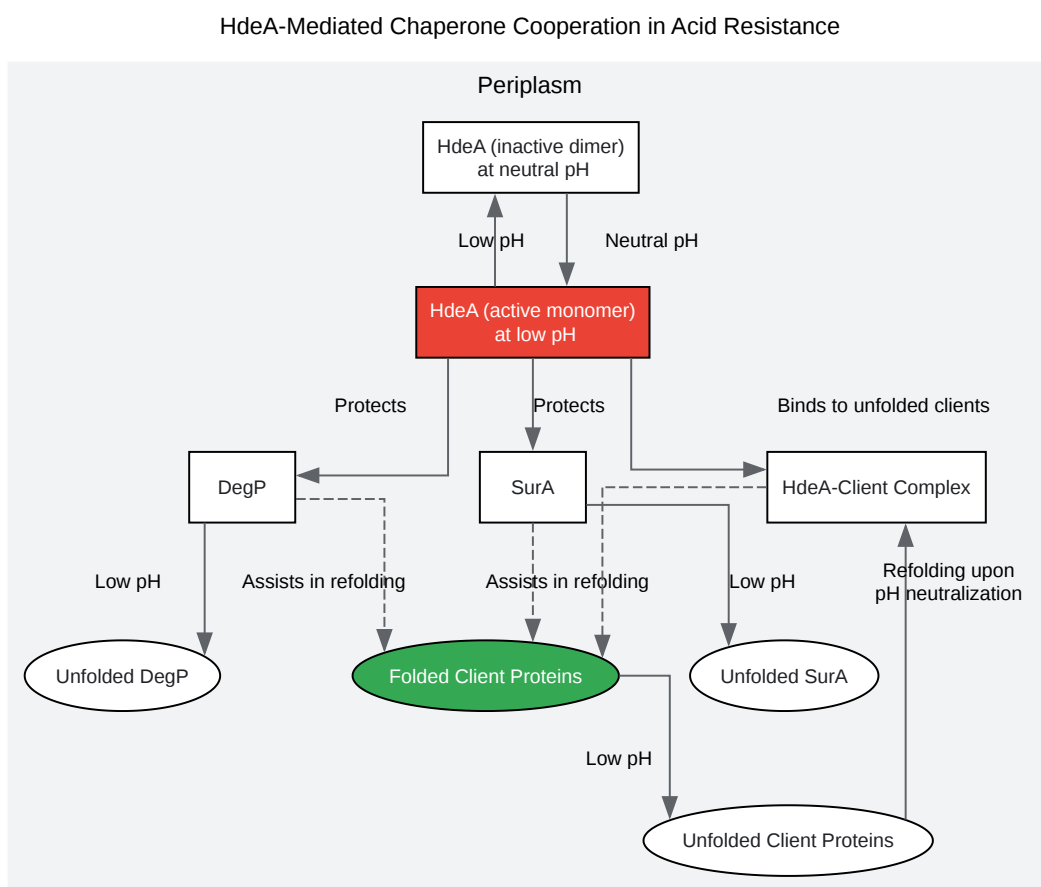 HdeA-Mediated Chaperone Cooperation in Acid Resistance
Periplasm
HdeA (inactive dimer)
at neutral pH
Low pH
Neutral pH
HdeA (active monomer)
at low pH
Protects
Protects
Binds to unfolded clients
DegP
SurA
HdeA-Client Complex
Low pH
Assists in refolding
Assists in refolding
Low pH
Refolding upon
pH neutralization
Unfolded DegP
Folded Client Proteins
Unfolded SurA
Low pH
Unfolded Client Proteins